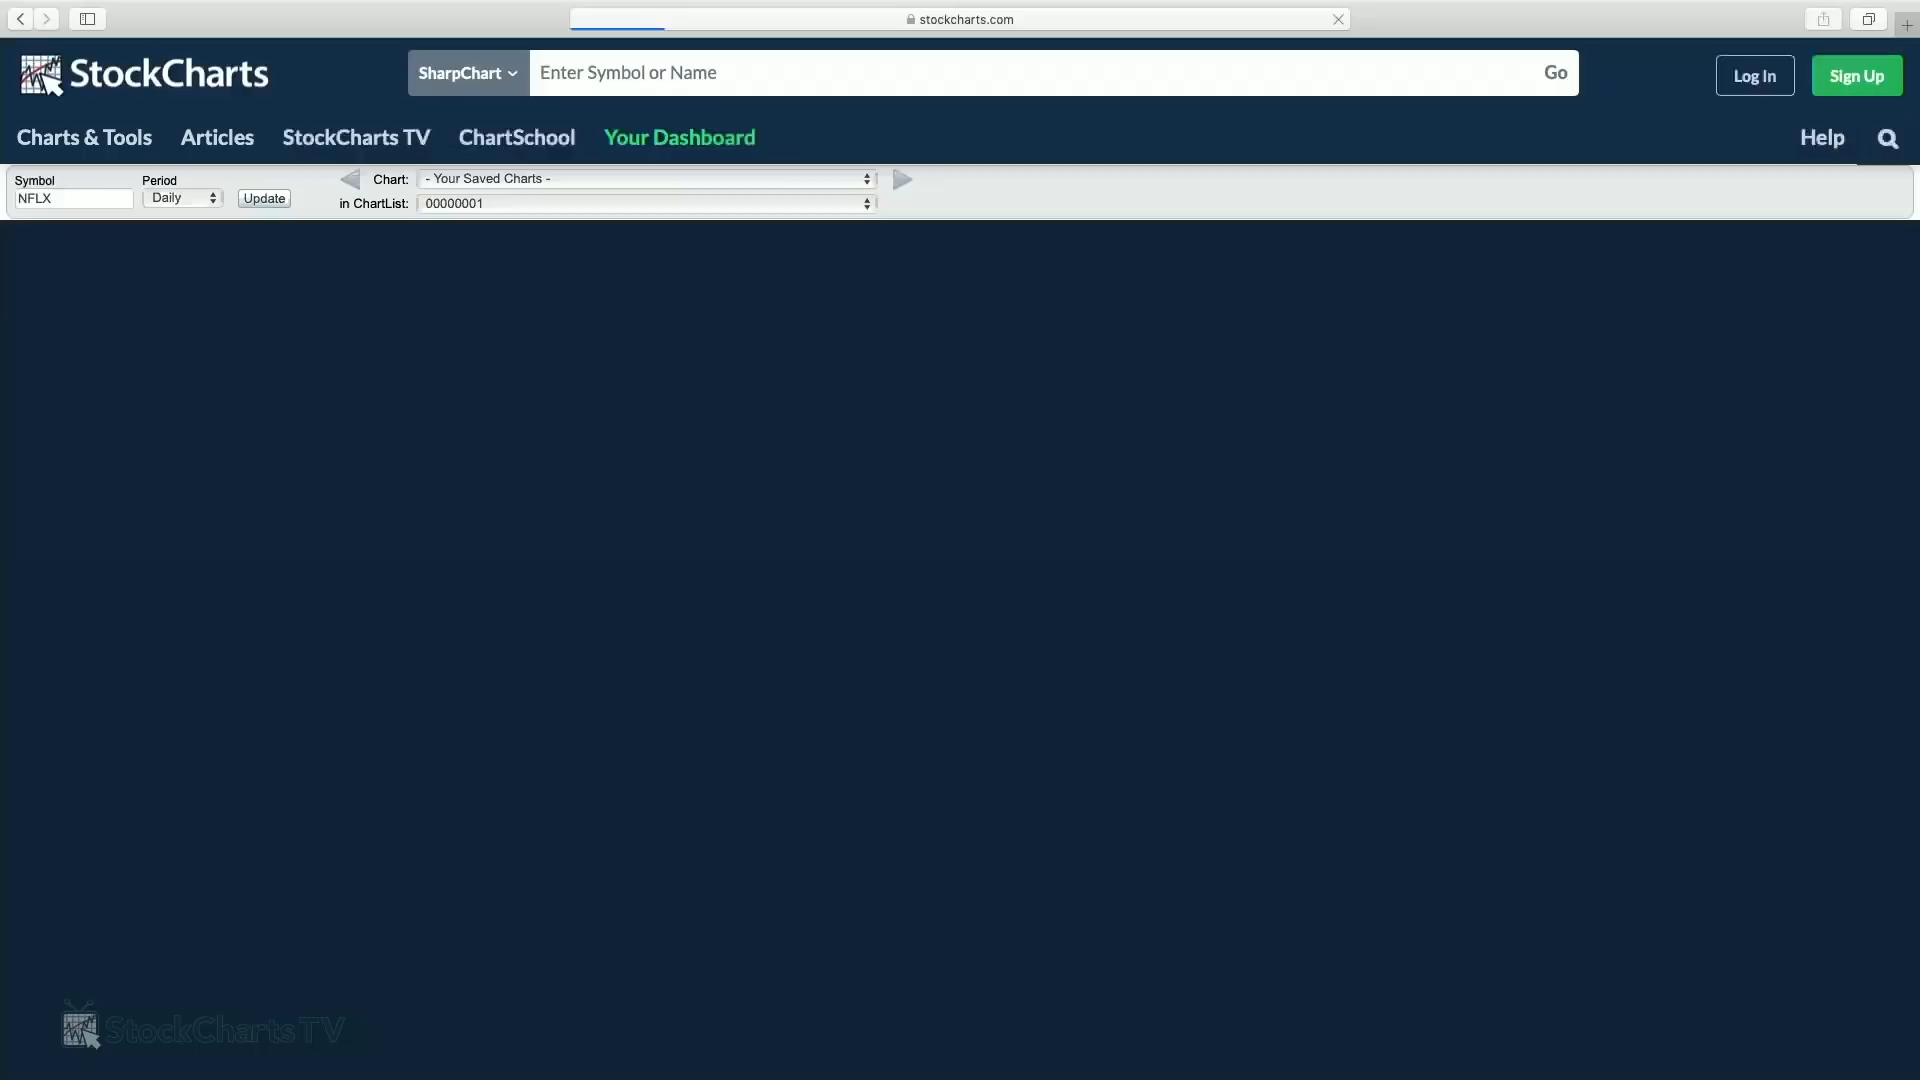 stockcharts.com
StockCharts
SharpChart
Enter Symbol or Name
Go
Log In
Sign Up
Charts & Tools
Articles
StockCharts TV
ChartSchool
Your Dashboard
Help
Symbol
Period
Chart:
- Your Saved Charts -
NFLX
Daily
Update
in ChartList:
00000001
StockCharts TV